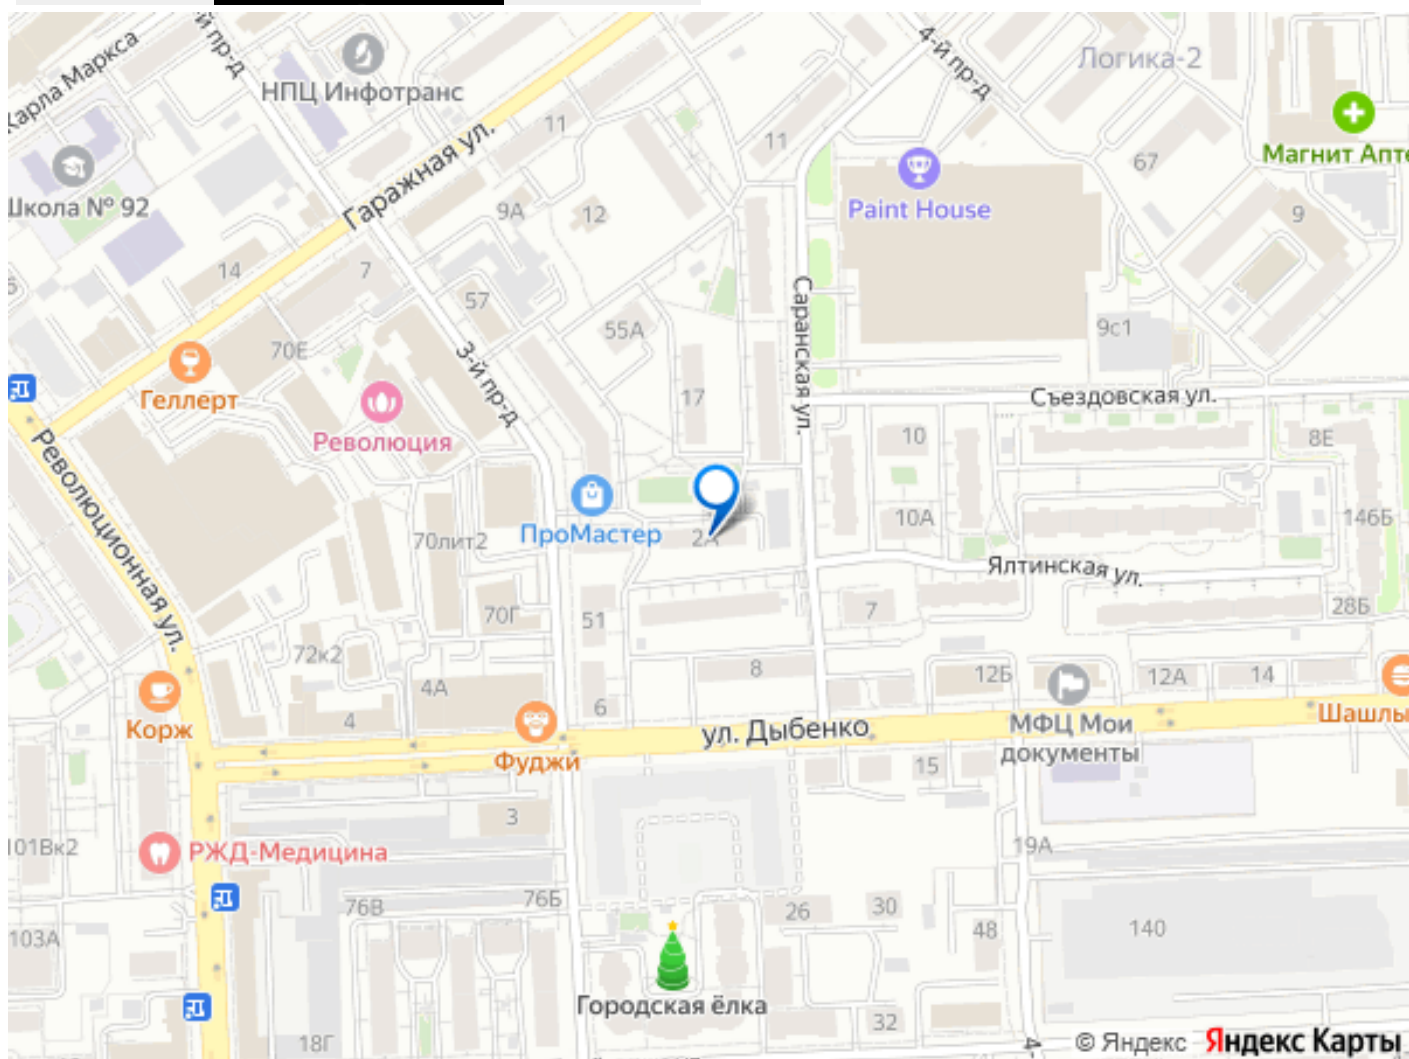 Карла Маркса
-й пр-д
НПЦ Инфотранс
4-й пр-д
Логика-2
Магнит Апте
Школа № 92
Гаражная ул.
11
11
Paint House
67
9А
12
9
14
7
57
55А
Саранская ул.
9с1
70Е
3-й пр-д
Геллерт
Революция
17
Съездовская ул.
10
8Е
Революционная ул.
ПроМастер
2А
70лит2
10А
146Б
Ялтинская ул.
70Г
51
7
28Б
72к2
4А
8
12Б
12А
14
Корж
4
6
ул. Дыбенко
МФЦ Мои
документы
Шашлы
Фуджи
15
3
101Вк2
РЖД-Медицина
19А
76В
76Б
26
30
103А
48
140
Городская ёлка
18Г
32
4-
© Яндекс Яндекс Карты